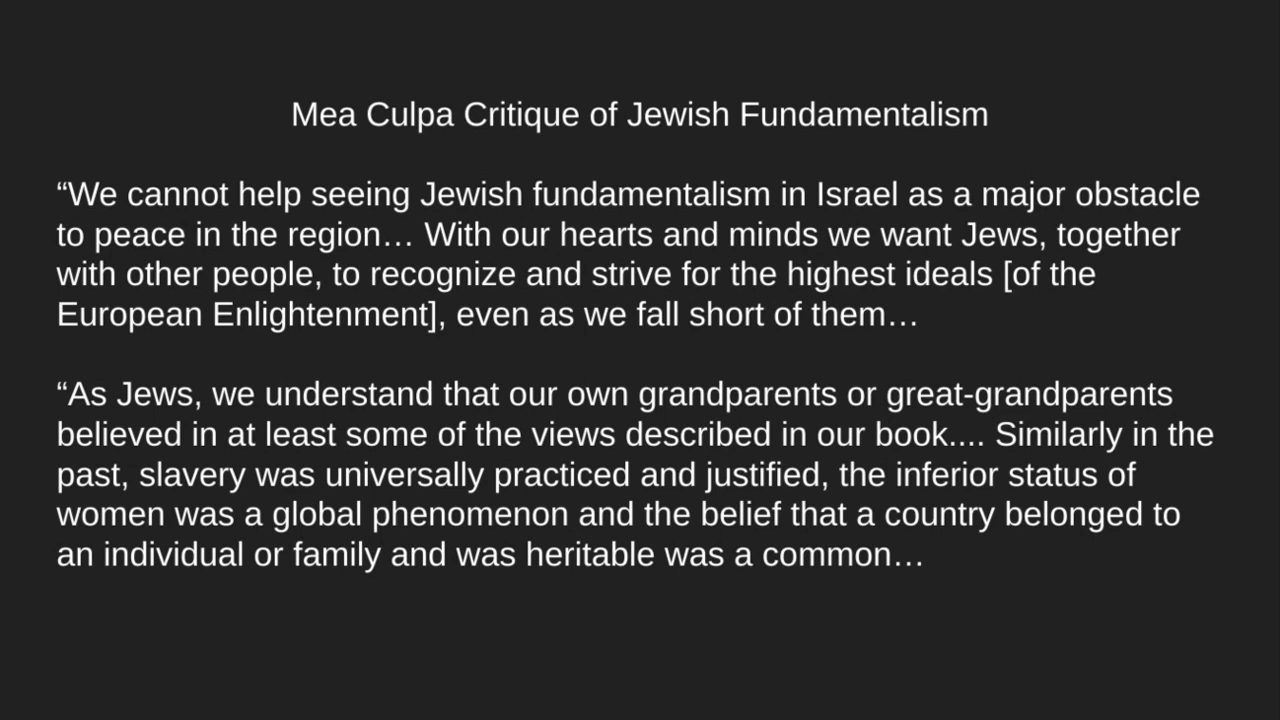 Mea Culpa Critique of Jewish Fundamentalism
“We cannot help seeing Jewish fundamentalism in Israel as a major obstacle
to peace in the region… With our hearts and minds we want Jews, together
with other people, to recognize and strive for the highest ideals [of the
European Enlightenment], even as we fall short of them…
“As Jews, we understand that our own grandparents or great-grandparents
believed in at least some of the views described in our book.... Similarly in the
past, slavery was universally practiced and justified, the inferior status of
women was a global phenomenon and the belief that a country belonged to
an individual or family and was heritable was a common…